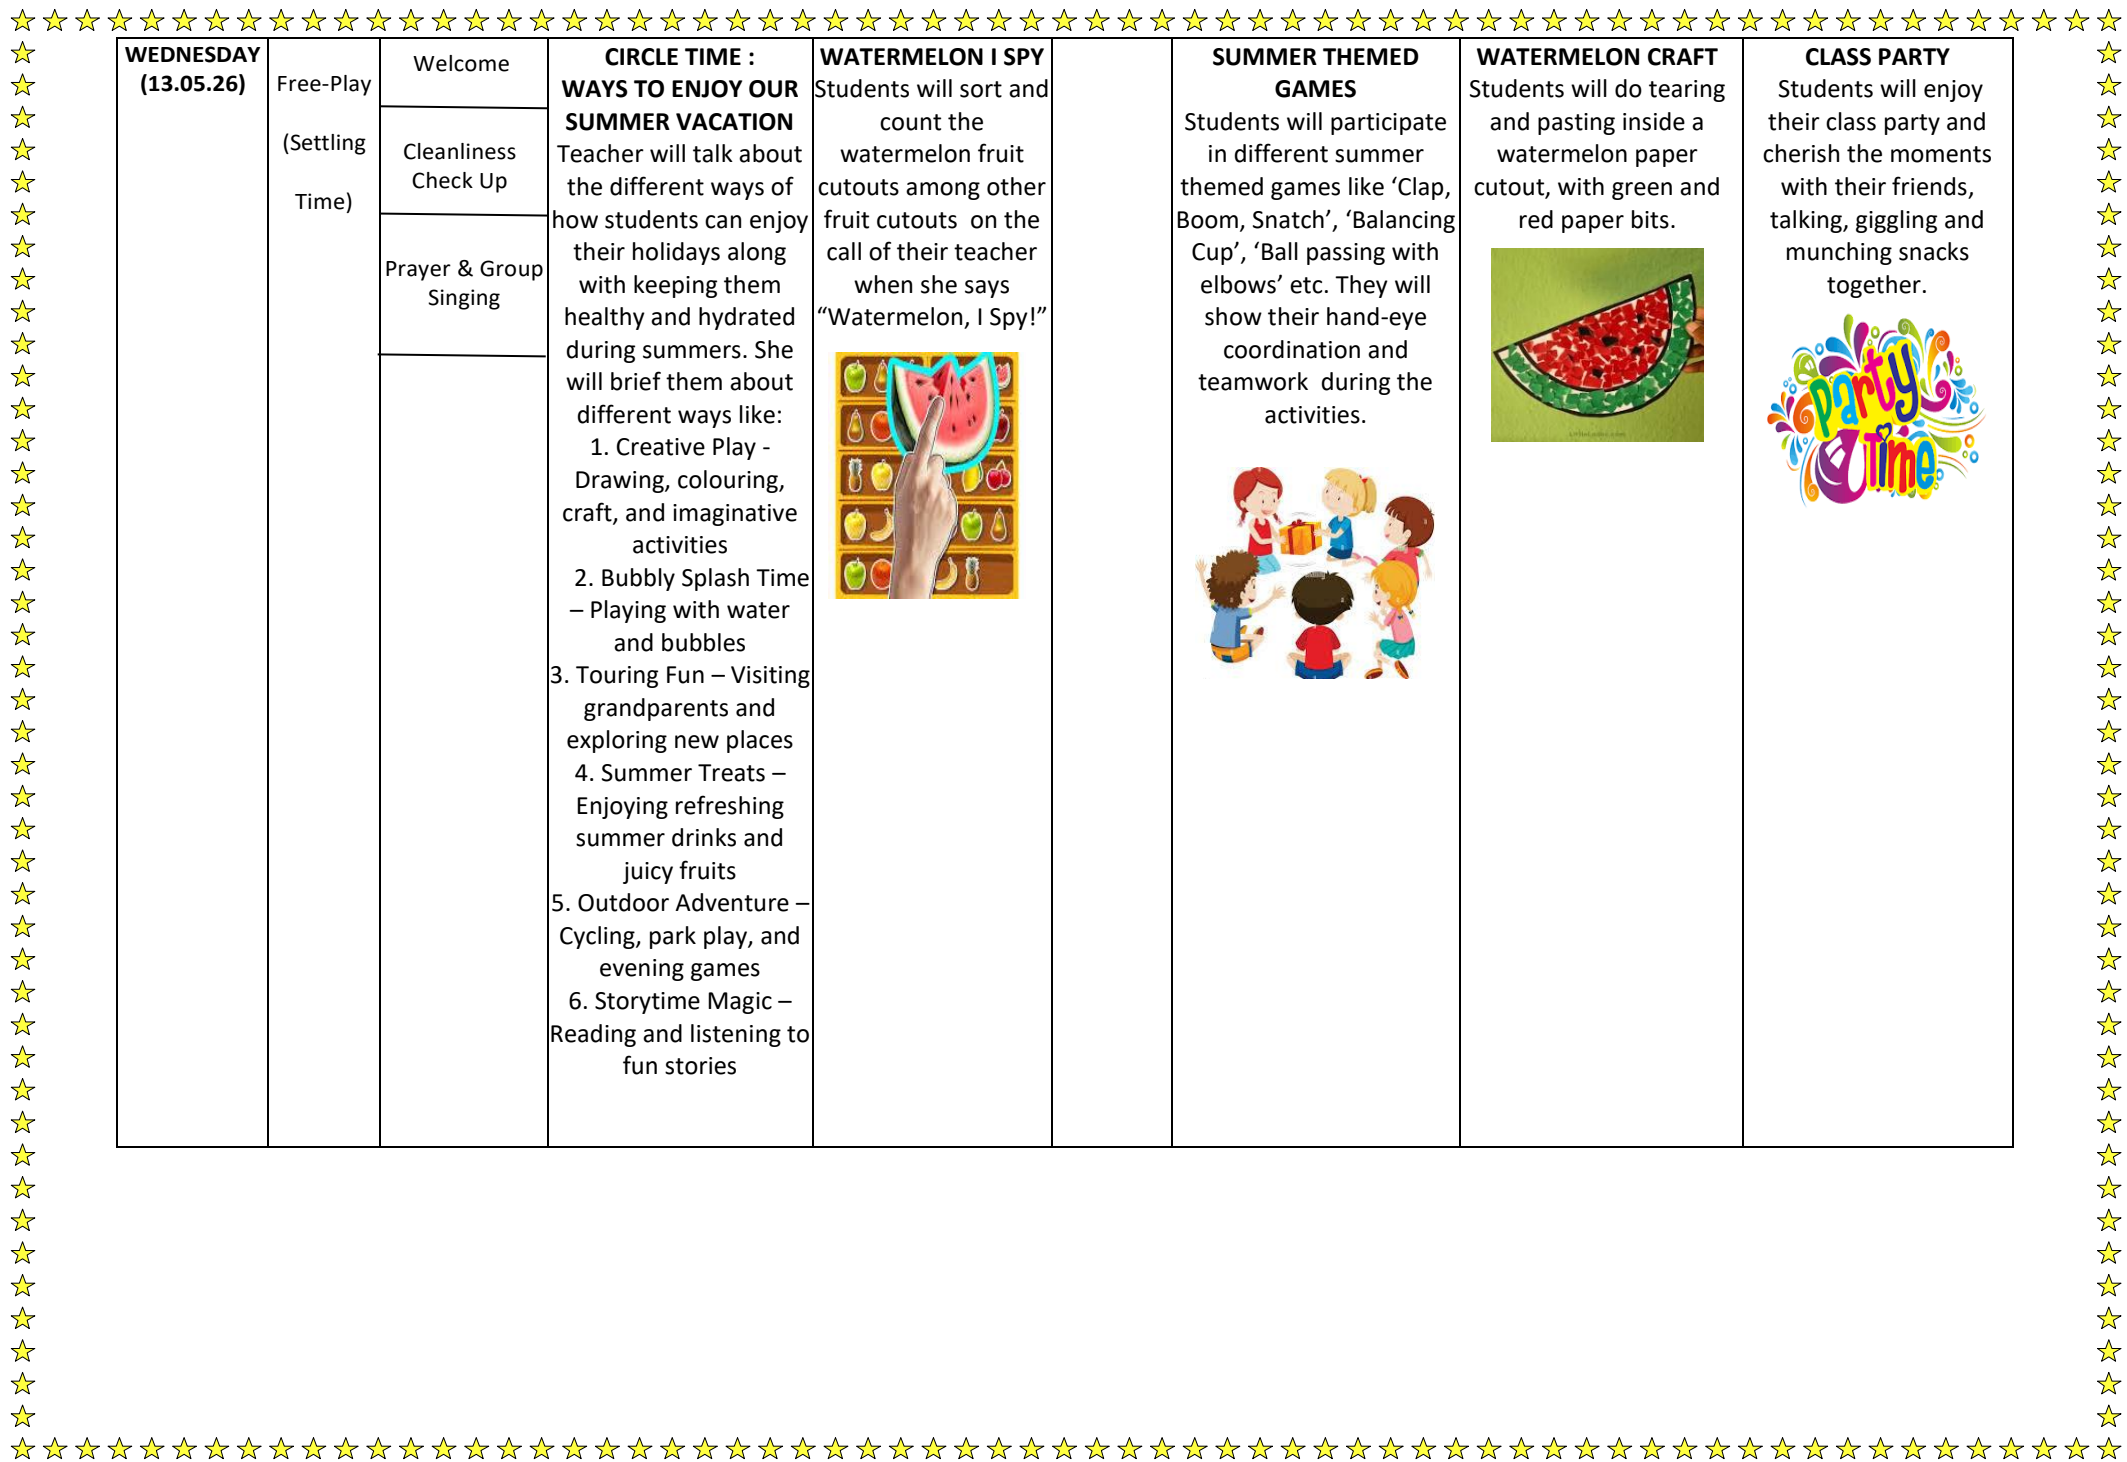 WEDNESDAY
(13.05.26)
Free-Play
(Settling
Time)
Welcome
Cleanliness
Check Up
Prayer & Group
Singing
CIRCLE TIME :
WAYS TO ENJOY OUR
SUMMER VACATION
Teacher will talk about
the different ways of
how students can enjoy
their holidays along
with keeping them
healthy and hydrated
during summers. She
will brief them about
different ways like:
1. Creative Play -
Drawing, colouring,
craft, and imaginative
activities
2. Bubbly Splash Time
– Playing with water
and bubbles
3. Touring Fun – Visiting
grandparents and
exploring new places
4. Summer Treats –
Enjoying refreshing
summer drinks and
juicy fruits
5. Outdoor Adventure –
Cycling, park play, and
evening games
6. Storytime Magic –
Reading and listening to
fun stories
WATERMELON I SPY
Students will sort and
count the
watermelon fruit
cutouts among other
fruit cutouts  on the
call of their teacher
when she says
“Watermelon, I Spy!”
SUMMER THEMED
GAMES
Students will participate
in different summer
themed games like ‘Clap,
Boom, Snatch’, ‘Balancing
Cup’, ‘Ball passing with
elbows’ etc. They will
show their hand-eye
coordination and
teamwork  during the
activities.
WATERMELON CRAFT
Students will do tearing
and pasting inside a
watermelon paper
cutout, with green and
red paper bits.
CLASS PARTY
Students will enjoy
their class party and
cherish the moments
with their friends,
talking, giggling and
munching snacks
together.
Party
Time